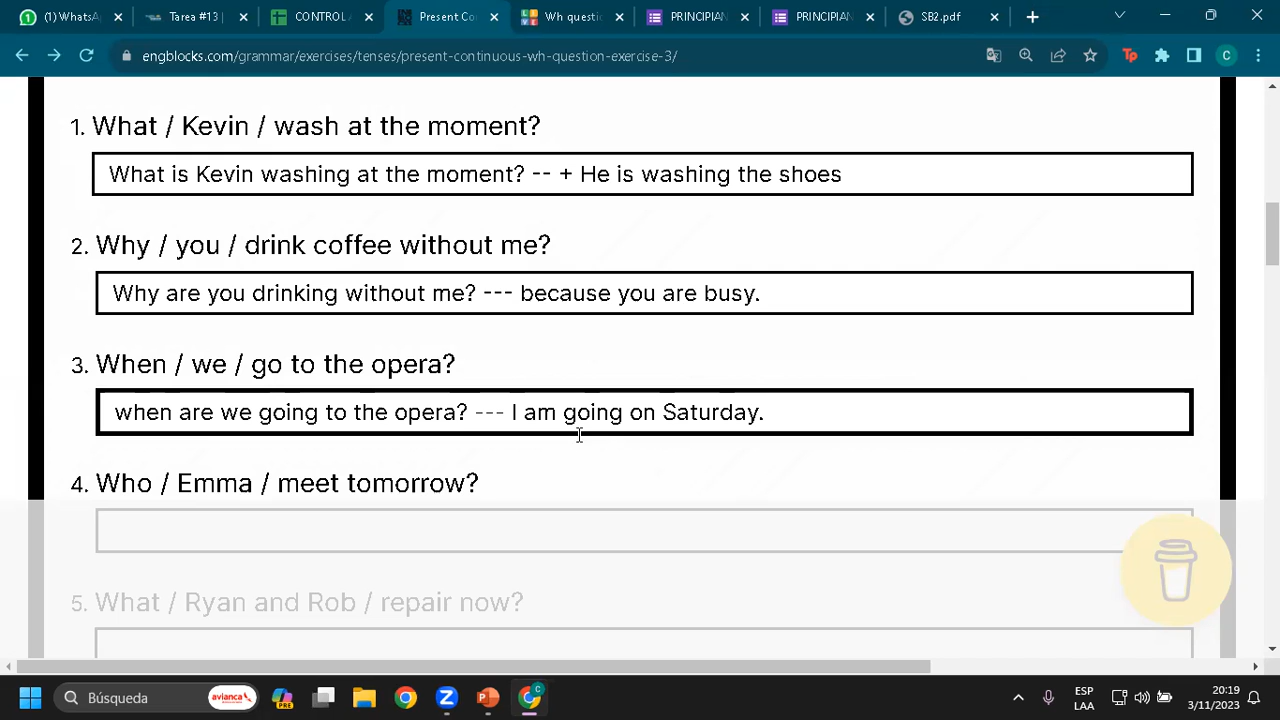 (1) WhatsA
Tarea #13 |
CONTROL A
Present Co
Wh questi
PRINCIPIAN
PRINCIPIAN
SB2.pdf
engblocks.com/grammar/exercises/tenses/present-continuous-wh-question-exercise-3/
Tp
C
1. What / Kevin / wash at the moment?
What is Kevin washing at the moment? -- + He is washing the shoes
2. Why / you / drink coffee without me?
Why are you drinking without me? --- because you are busy.
3. When / we / go to the opera?
when are we going to the opera? --- I am going on Saturday.
4. Who / Emma / meet tomorrow?
5. What / Ryan and Rob / repair now?
Búsqueda
avianca
PRE
C
ESP
LAA
20:19
3/11/2023